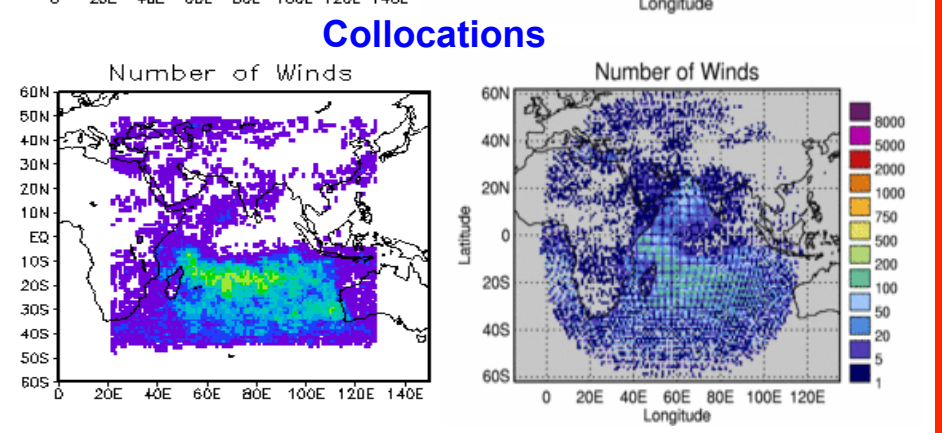 Longitude
Collocations
Number of Winds
60N
50N
40N
30N
20N
10N
EQ
10S
20S
30S
40S
50S
60S
0 20E 40E 60E 80E 100E 120E 140E
Number of Winds
60N
40N
20N
0
20S
40S
60S
Latitude
0 20E 40E 60E 80E 100E 120E
Longitude
8000
5000
2000
1000
750
500
200
100
50
20
5
1